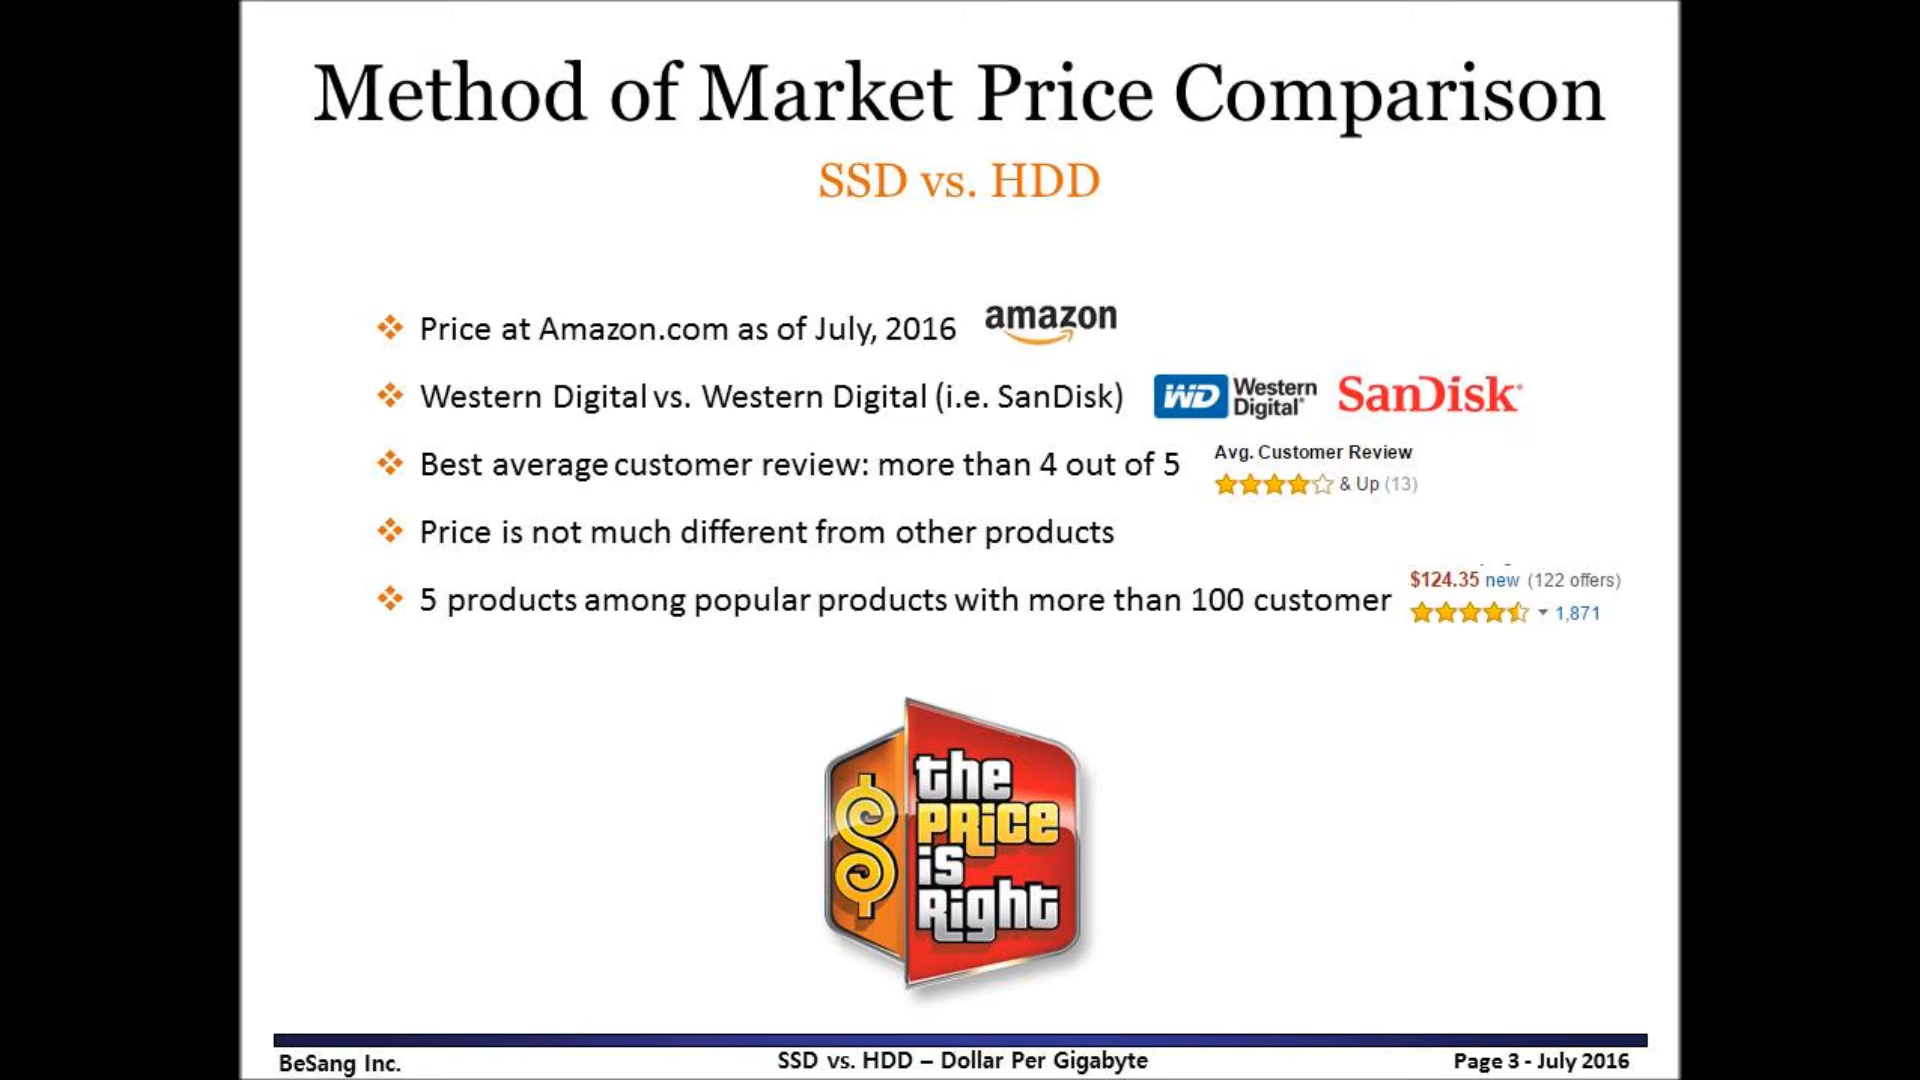 Method of Market Price Comparison
SSD vs. HDD
Price at Amazon.com as of July, 2016 amazon
Western Digital vs. Western Digital (i.e. SanDisk) WD Western Digital® SanDisk®
Best average customer review: more than 4 out of 5 Avg. Customer Review
& Up (13)
Price is not much different from other products
$124.35 new (122 offers)
5 products among popular products with more than 100 customer 1,871
$ the
PRice
is
Right
BeSang Inc. SSD vs. HDD – Dollar Per Gigabyte Page 3 - July 2016